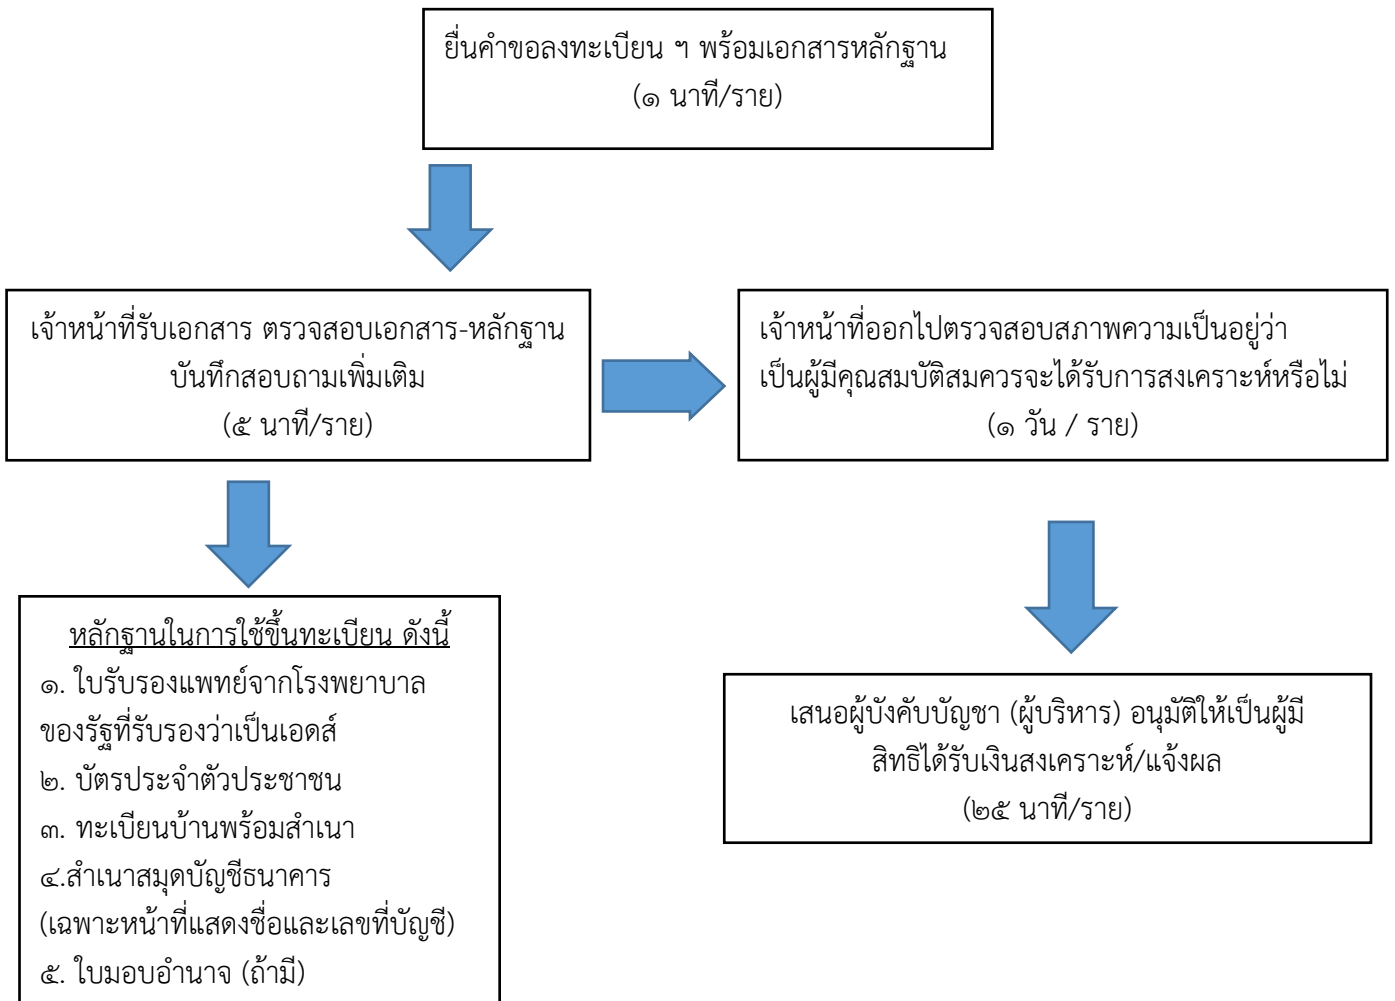 ยื่นคำขอลงทะเบียน ฯ พร้อมเอกสารหลักฐาน
(๑ นาที/ราย)
เจ้าหน้าที่รับเอกสาร ตรวจสอบเอกสาร-หลักฐาน
บันทึกสอบถามเพิ่มเติม
(๕ นาที/ราย)
เจ้าหน้าที่ออกไปตรวจสอบสภาพความเป็นอยู่ว่า
เป็นผู้มีคุณสมบัติสมควรจะได้รับการสงเคราะห์หรือไม่
(๑ วัน / ราย)
หลักฐานในการใช้ขึ้นทะเบียน ดังนี้
๑. ใบรับรองแพทย์จากโรงพยาบาล
ของรัฐที่รับรองว่าเป็นเอดส์
๒. บัตรประจำตัวประชาชน
๓. ทะเบียนบ้านพร้อมสำเนา
๔.สำเนาสมุดบัญชีธนาคาร
(เฉพาะหน้าที่แสดงชื่อและเลขที่บัญชี)
๕. ใบมอบอำนาจ (ถ้ามี)
เสนอผู้บังคับบัญชา (ผู้บริหาร) อนุมัติให้เป็นผู้มี
สิทธิได้รับเงินสงเคราะห์/แจ้งผล
(๒๕ นาที/ราย)